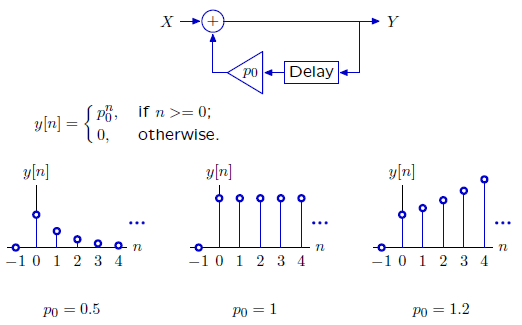 X + Y
p₀ Delay
y[n] = { p₀ⁿ, if n >= 0;
0, otherwise.
y[n] y[n] y[n]
... n ... n ... n
−1 0 1 2 3 4 −1 0 1 2 3 4 −1 0 1 2 3 4
p₀ = 0.5 p₀ = 1 p₀ = 1.2